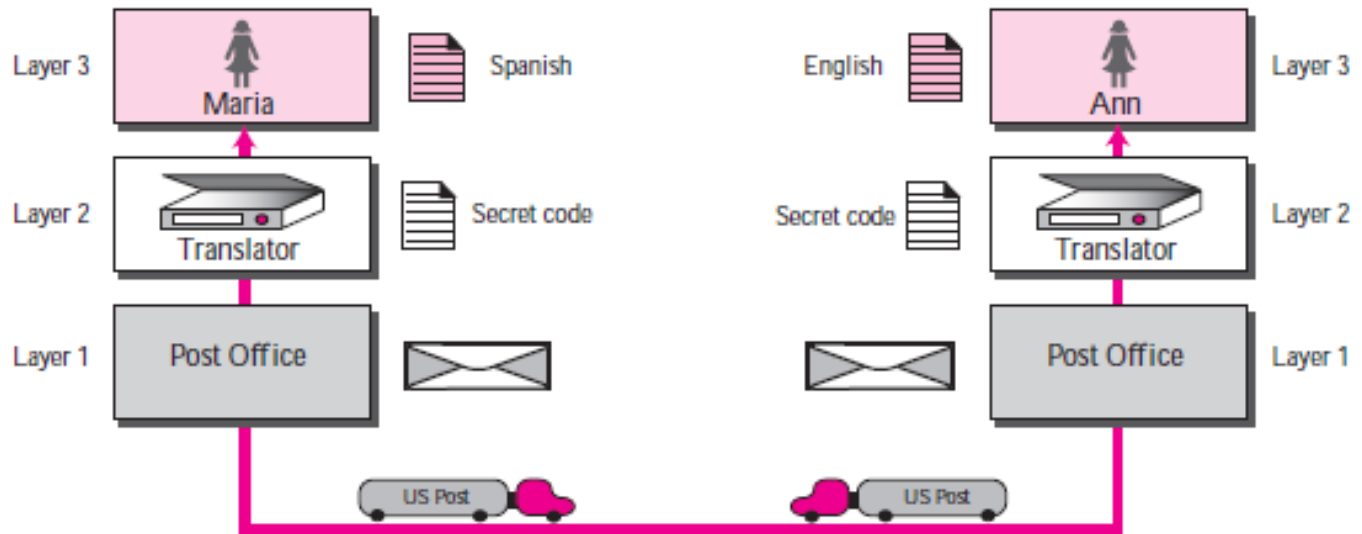 Layer 3
Maria
Spanish
English
Ann
Layer 3
Layer 2
Translator
Secret code
Secret code
Translator
Layer 2
Layer 1
Post Office
Post Office
Layer 1
US Post
US Post